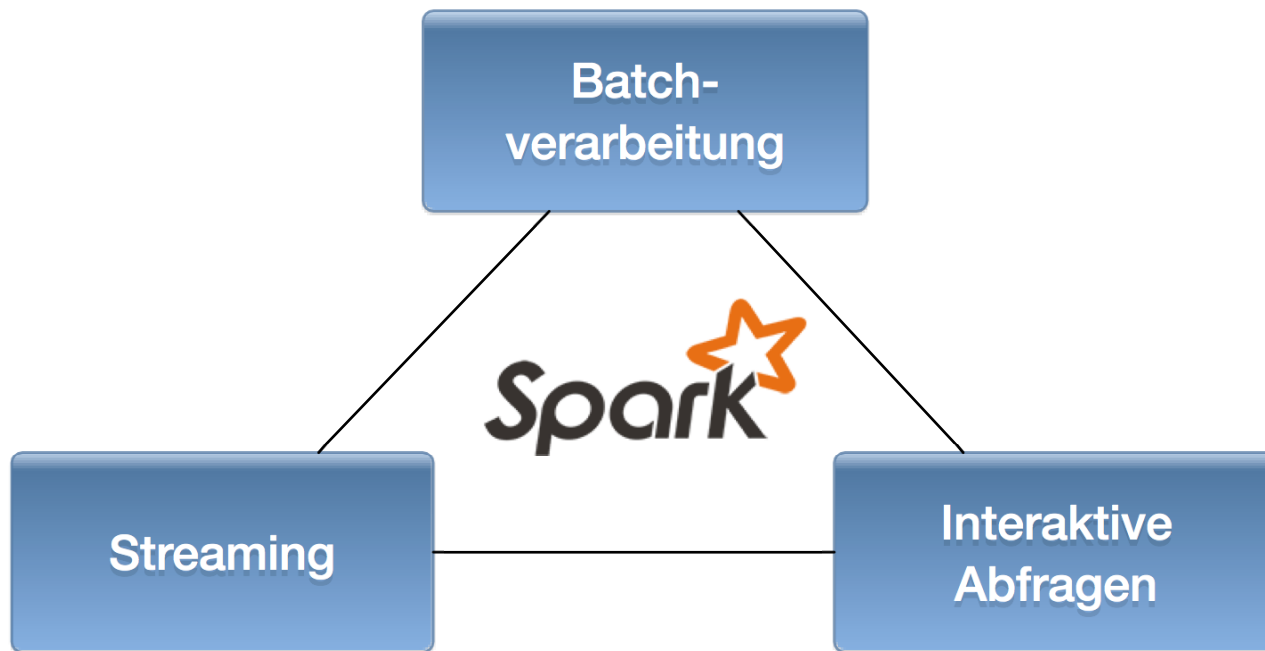 Batch-
verarbeitung
Spark
Streaming
Interaktive
Abfragen